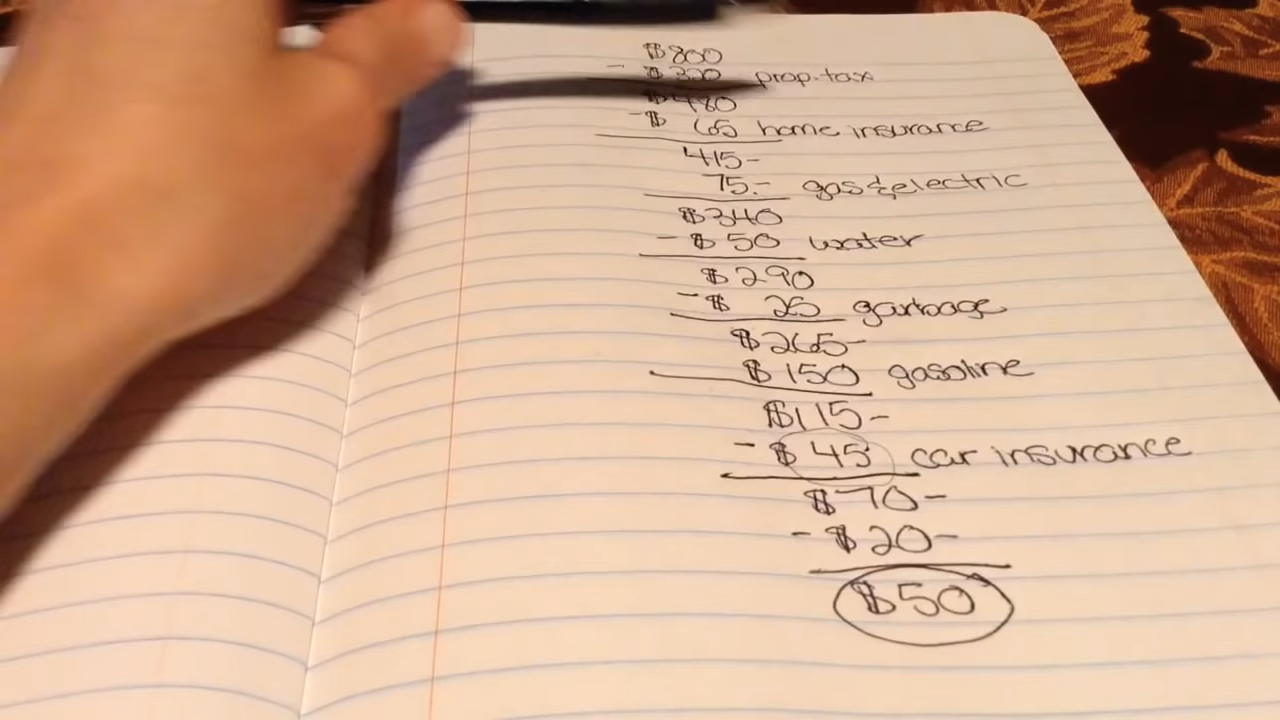 $800
- $320 prop.tax
$480
-$ 65 home insurance
415-
75.- gas & electric
$340
- $ 50 water
$290
-$ 25 garbage
$265-
$150 gasoline
$115-
- $ 45 car insurance
$70-
- $20-
$50